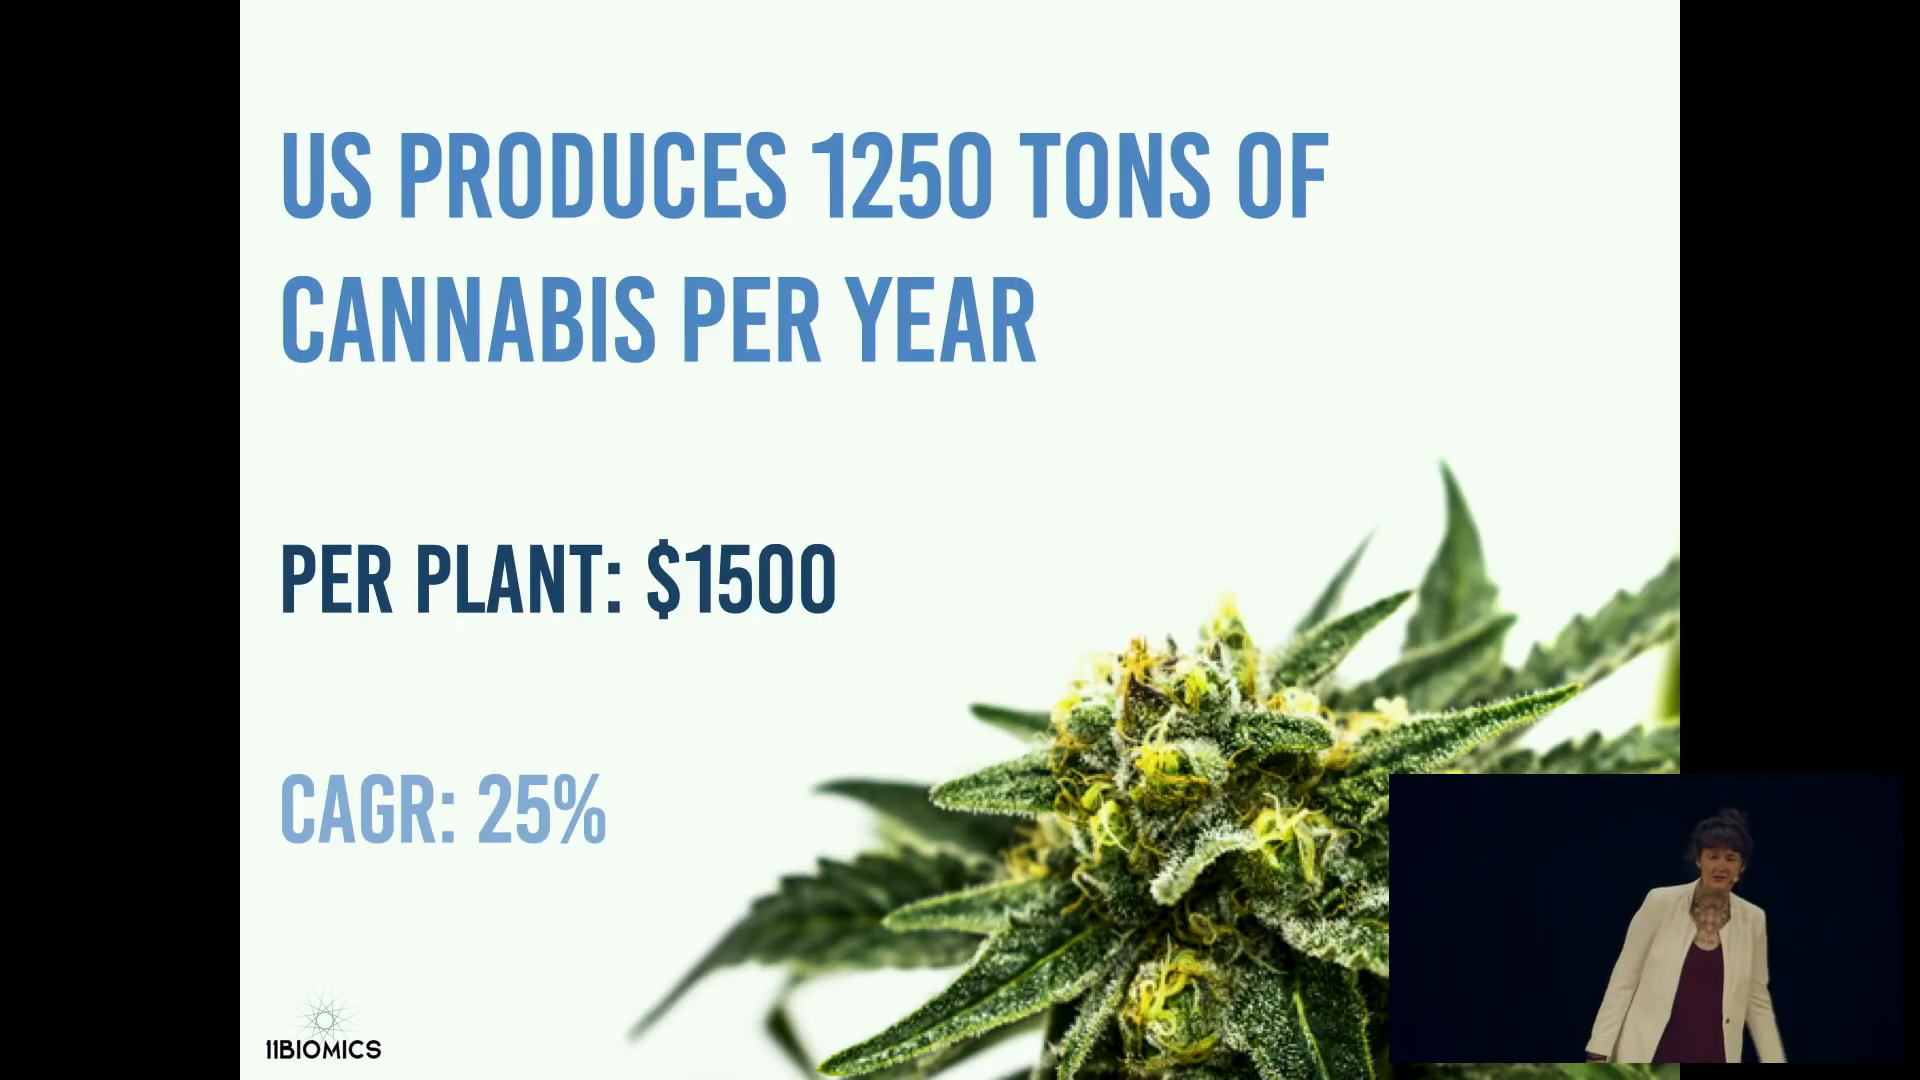 US PRODUCES 1250 TONS OF
CANNABIS PER YEAR
PER PLANT: $1500
CAGR: 25%
11BIOMICS